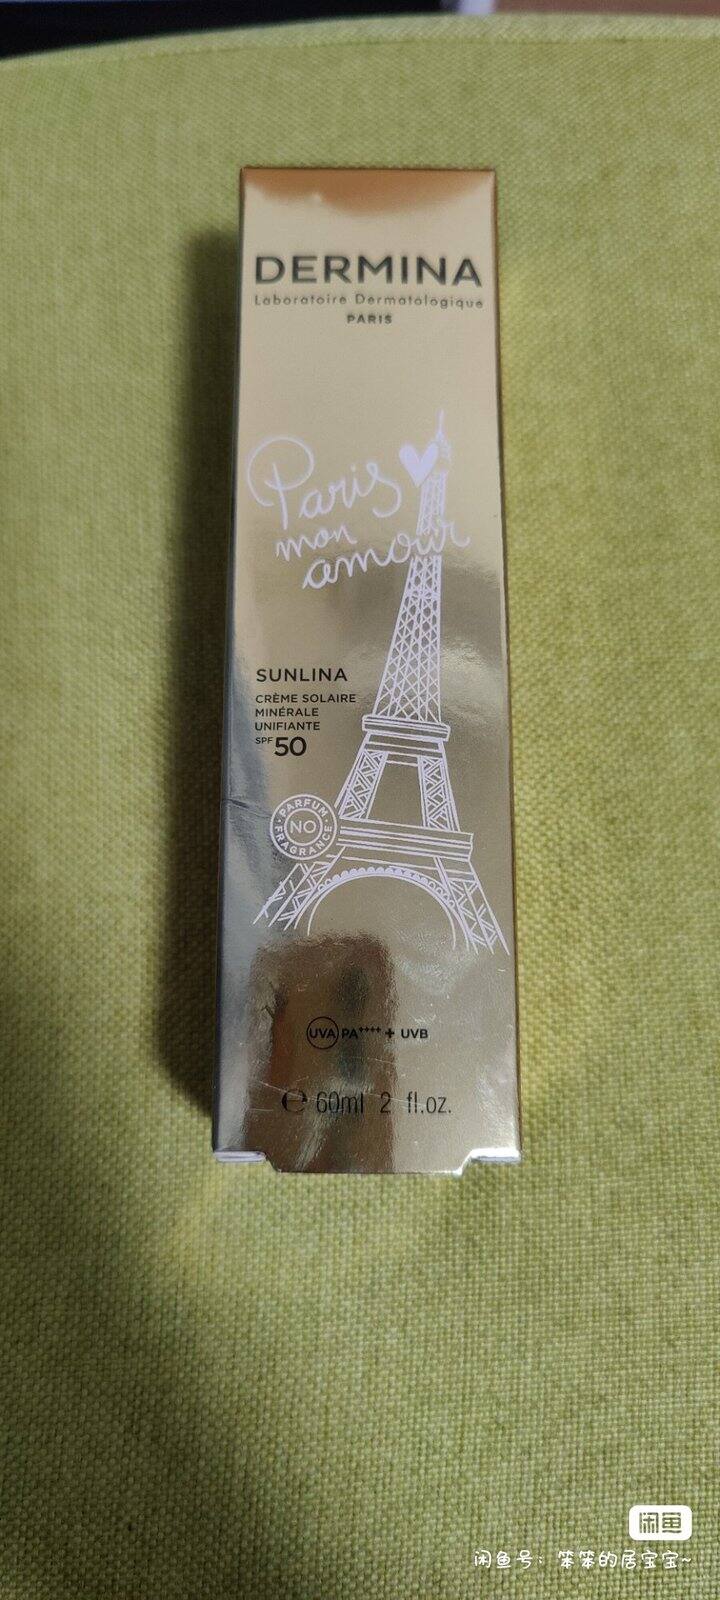 DERMINA
Laboratoire Dermatologique
PARIS
Paris
mon
amour
SUNLINA
CRÈME SOLAIRE
MINÉRALE
UNIFIANTE
SPF 50
PARFUM
NO
FRAGRANCE
UVA PA++++ + UVB
℮ 60ml 2 fl.oz.
闲鱼
闲鱼号：笨笨的居宝宝~